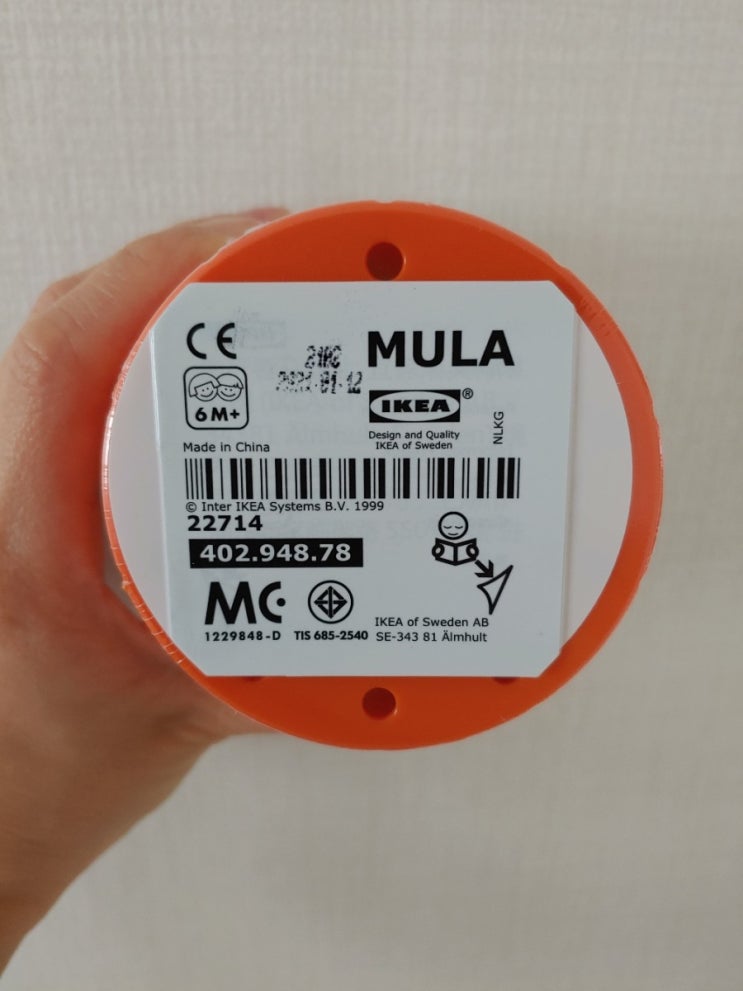 CE
MULA
6 M+
IKEA®
Design and Quality
IKEA of Sweden
NLKG
Made in China
© Inter IKEA Systems B.V. 1999
22714
402.948.78
MC
1229848-D
TIS 685-2540
IKEA of Sweden AB
SE-343 81 Älmhult